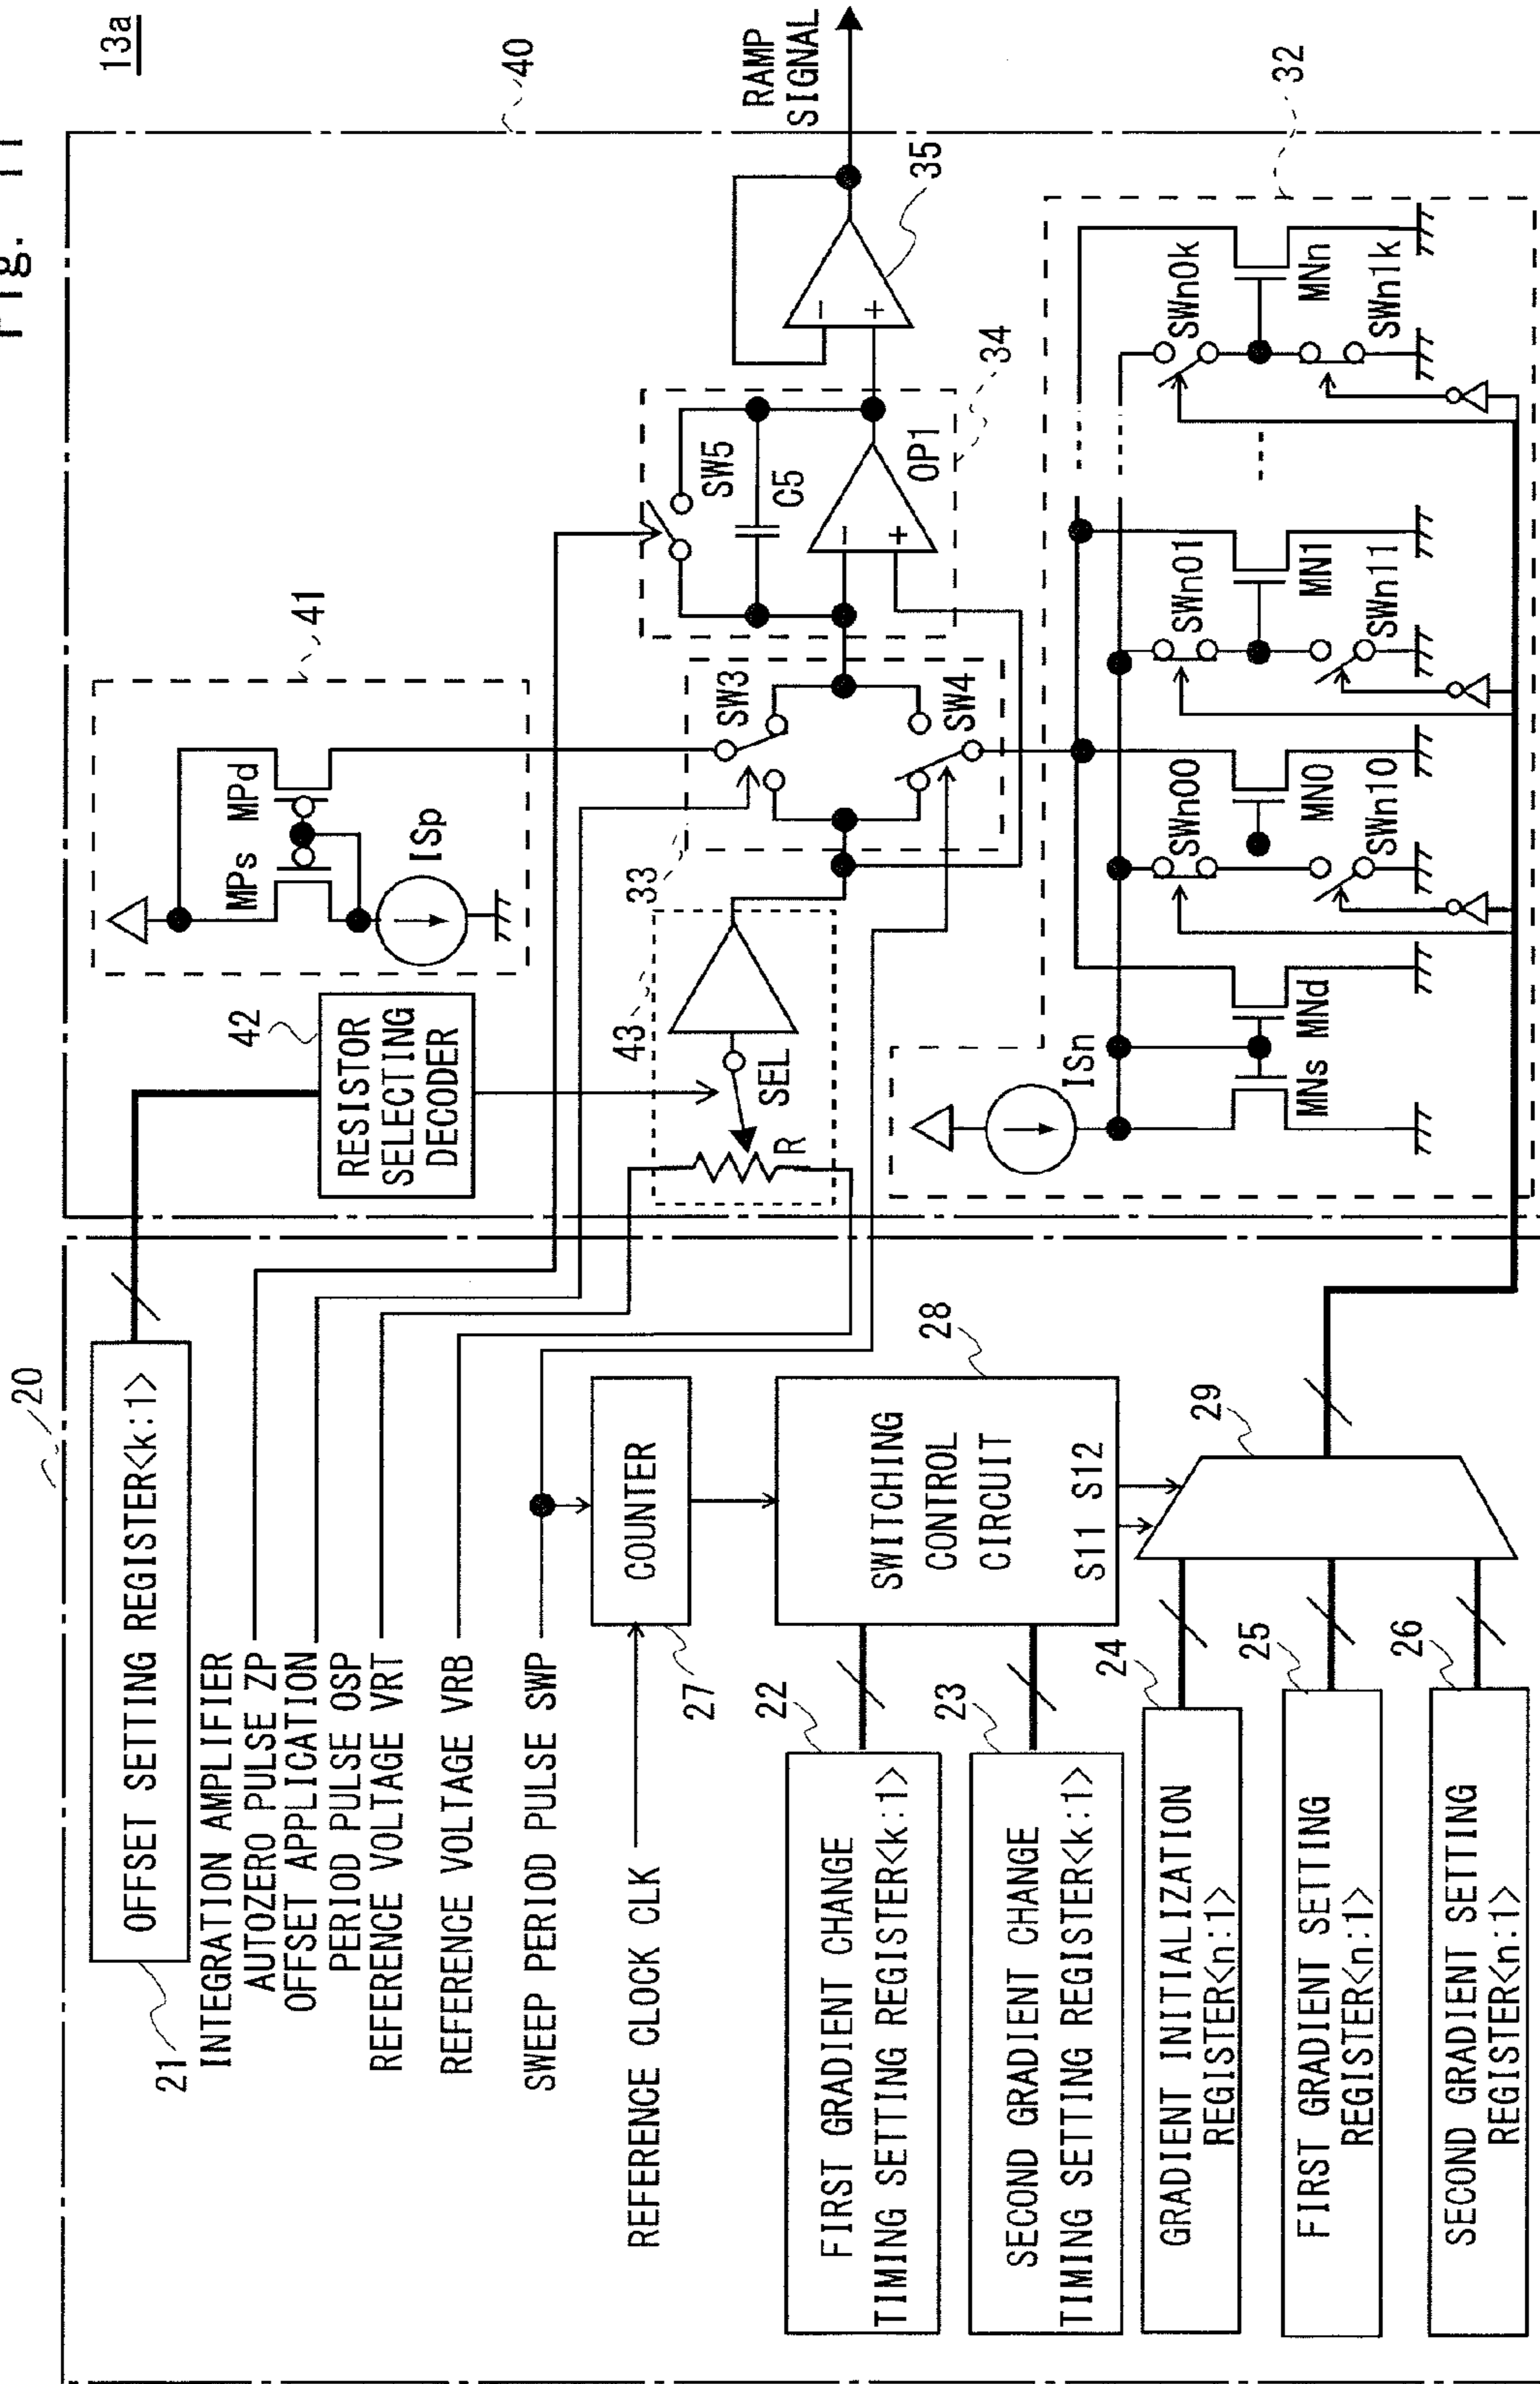 Fig. 11
13a
20
OFFSET SETTING REGISTER<k:1>
21
INTEGRATION AMPLIFIER
AUTOZERO PULSE ZP
OFFSET APPLICATION
PERIOD PULSE OSP
REFERENCE VOLTAGE VRT
REFERENCE VOLTAGE VRB
SWEEP PERIOD PULSE SWP
REFERENCE CLOCK CLK
COUNTER
27
FIRST GRADIENT CHANGE
TIMING SETTING REGISTER<k:1>
22
SECOND GRADIENT CHANGE
TIMING SETTING REGISTER<k:1>
23
SWITCHING
CONTROL
CIRCUIT
S11 S12
28
GRADIENT INITIALIZATION
REGISTER<n:1>
24
FIRST GRADIENT SETTING
REGISTER<n:1>
25
SECOND GRADIENT SETTING
REGISTER<n:1>
26
29
40
RESISTOR
SELECTING
DECODER
42
MPs
MPd
ISp
41
43
R
SEL
33
SW3
SW4
SW5
C5
OP1
34
35
RAMP
SIGNAL
32
ISn
MNs
MNd
SWn00
MN0
SWn10
SWn01
MN1
SWn11
SWn0k
MNn
SWn1k